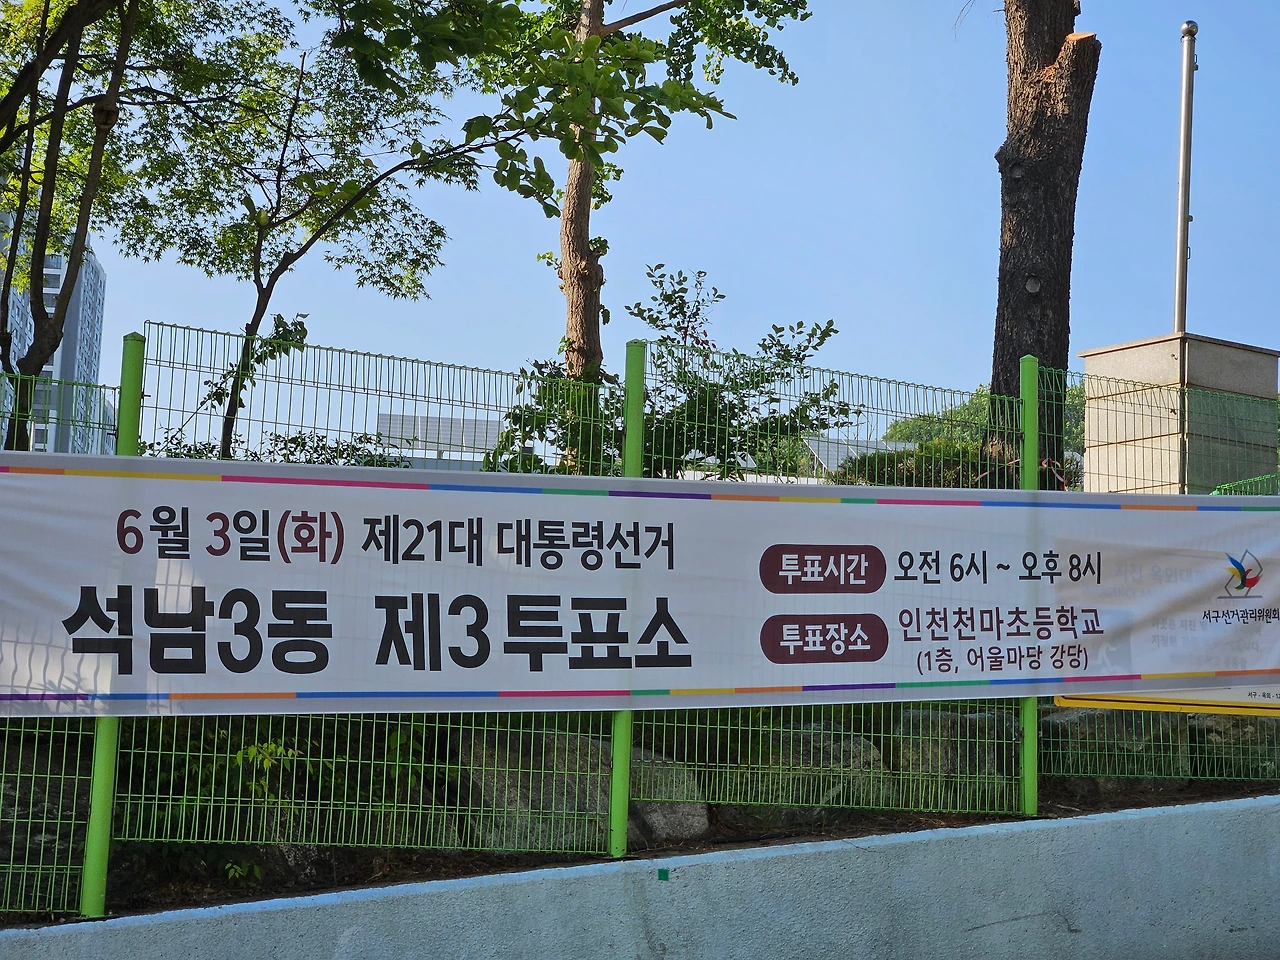 6월 3일(화) 제21대 대통령선거
석남3동 제3투표소
투표시간 오전 6시 ~ 오후 8시
투표장소 인천천마초등학교
(1층, 어울마당 강당)
서구선거관리위원회